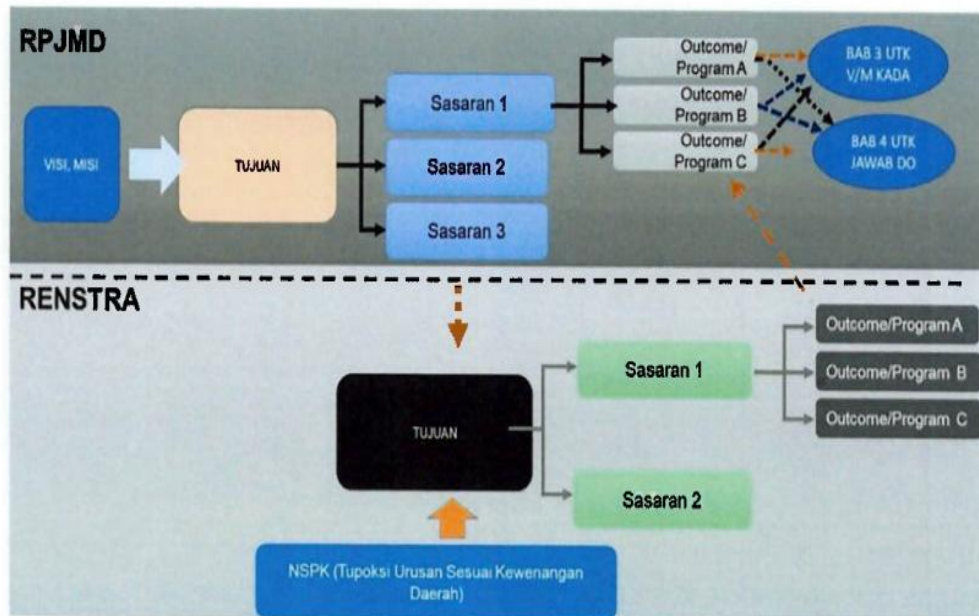 RPJMD
VISI, MISI
TUJUAN
Sasaran 1
Sasaran 2
Sasaran 3
Outcome/
Program A
Outcome/
Program B
Outcome/
Program C
BAB 3 UTK
V/M KADA
BAB 4 UTK
JAWAB DO
RENSTRA
TUJUAN
NSPK (Tupoksi Urusan Sesuai Kewenangan
Daerah)
Sasaran 1
Sasaran 2
Outcome/Program A
Outcome/Program B
Outcome/Program C